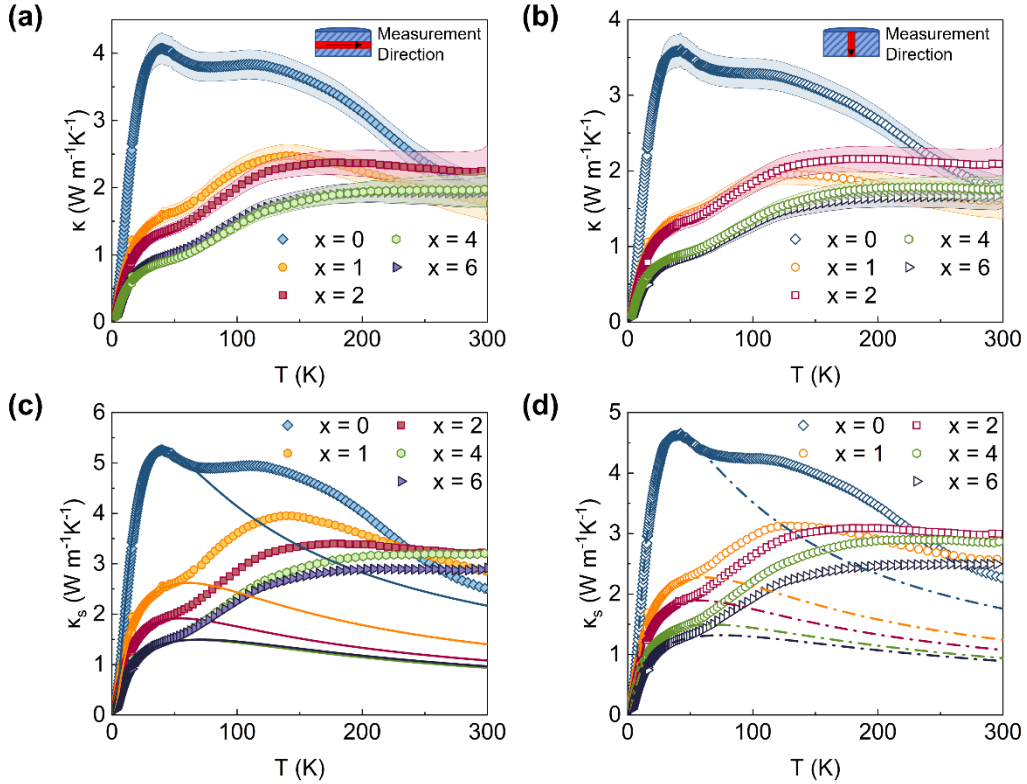 (a)
Measurement
Direction
κ (W m⁻¹K⁻¹)
4
3
2
1
0
x = 0
x = 4
x = 1
x = 6
x = 2
0
100
200
300
T (K)
(b)
Measurement
Direction
κ (W m⁻¹K⁻¹)
4
3
2
1
0
x = 0
x = 4
x = 1
x = 6
x = 2
0
100
200
300
T (K)
(c)
κₛ (W m⁻¹K⁻¹)
6
5
4
3
2
1
0
x = 0
x = 2
x = 1
x = 4
x = 6
0
100
200
300
T (K)
(d)
κₛ (W m⁻¹K⁻¹)
5
4
3
2
1
0
x = 0
x = 2
x = 1
x = 4
x = 6
0
100
200
300
T (K)